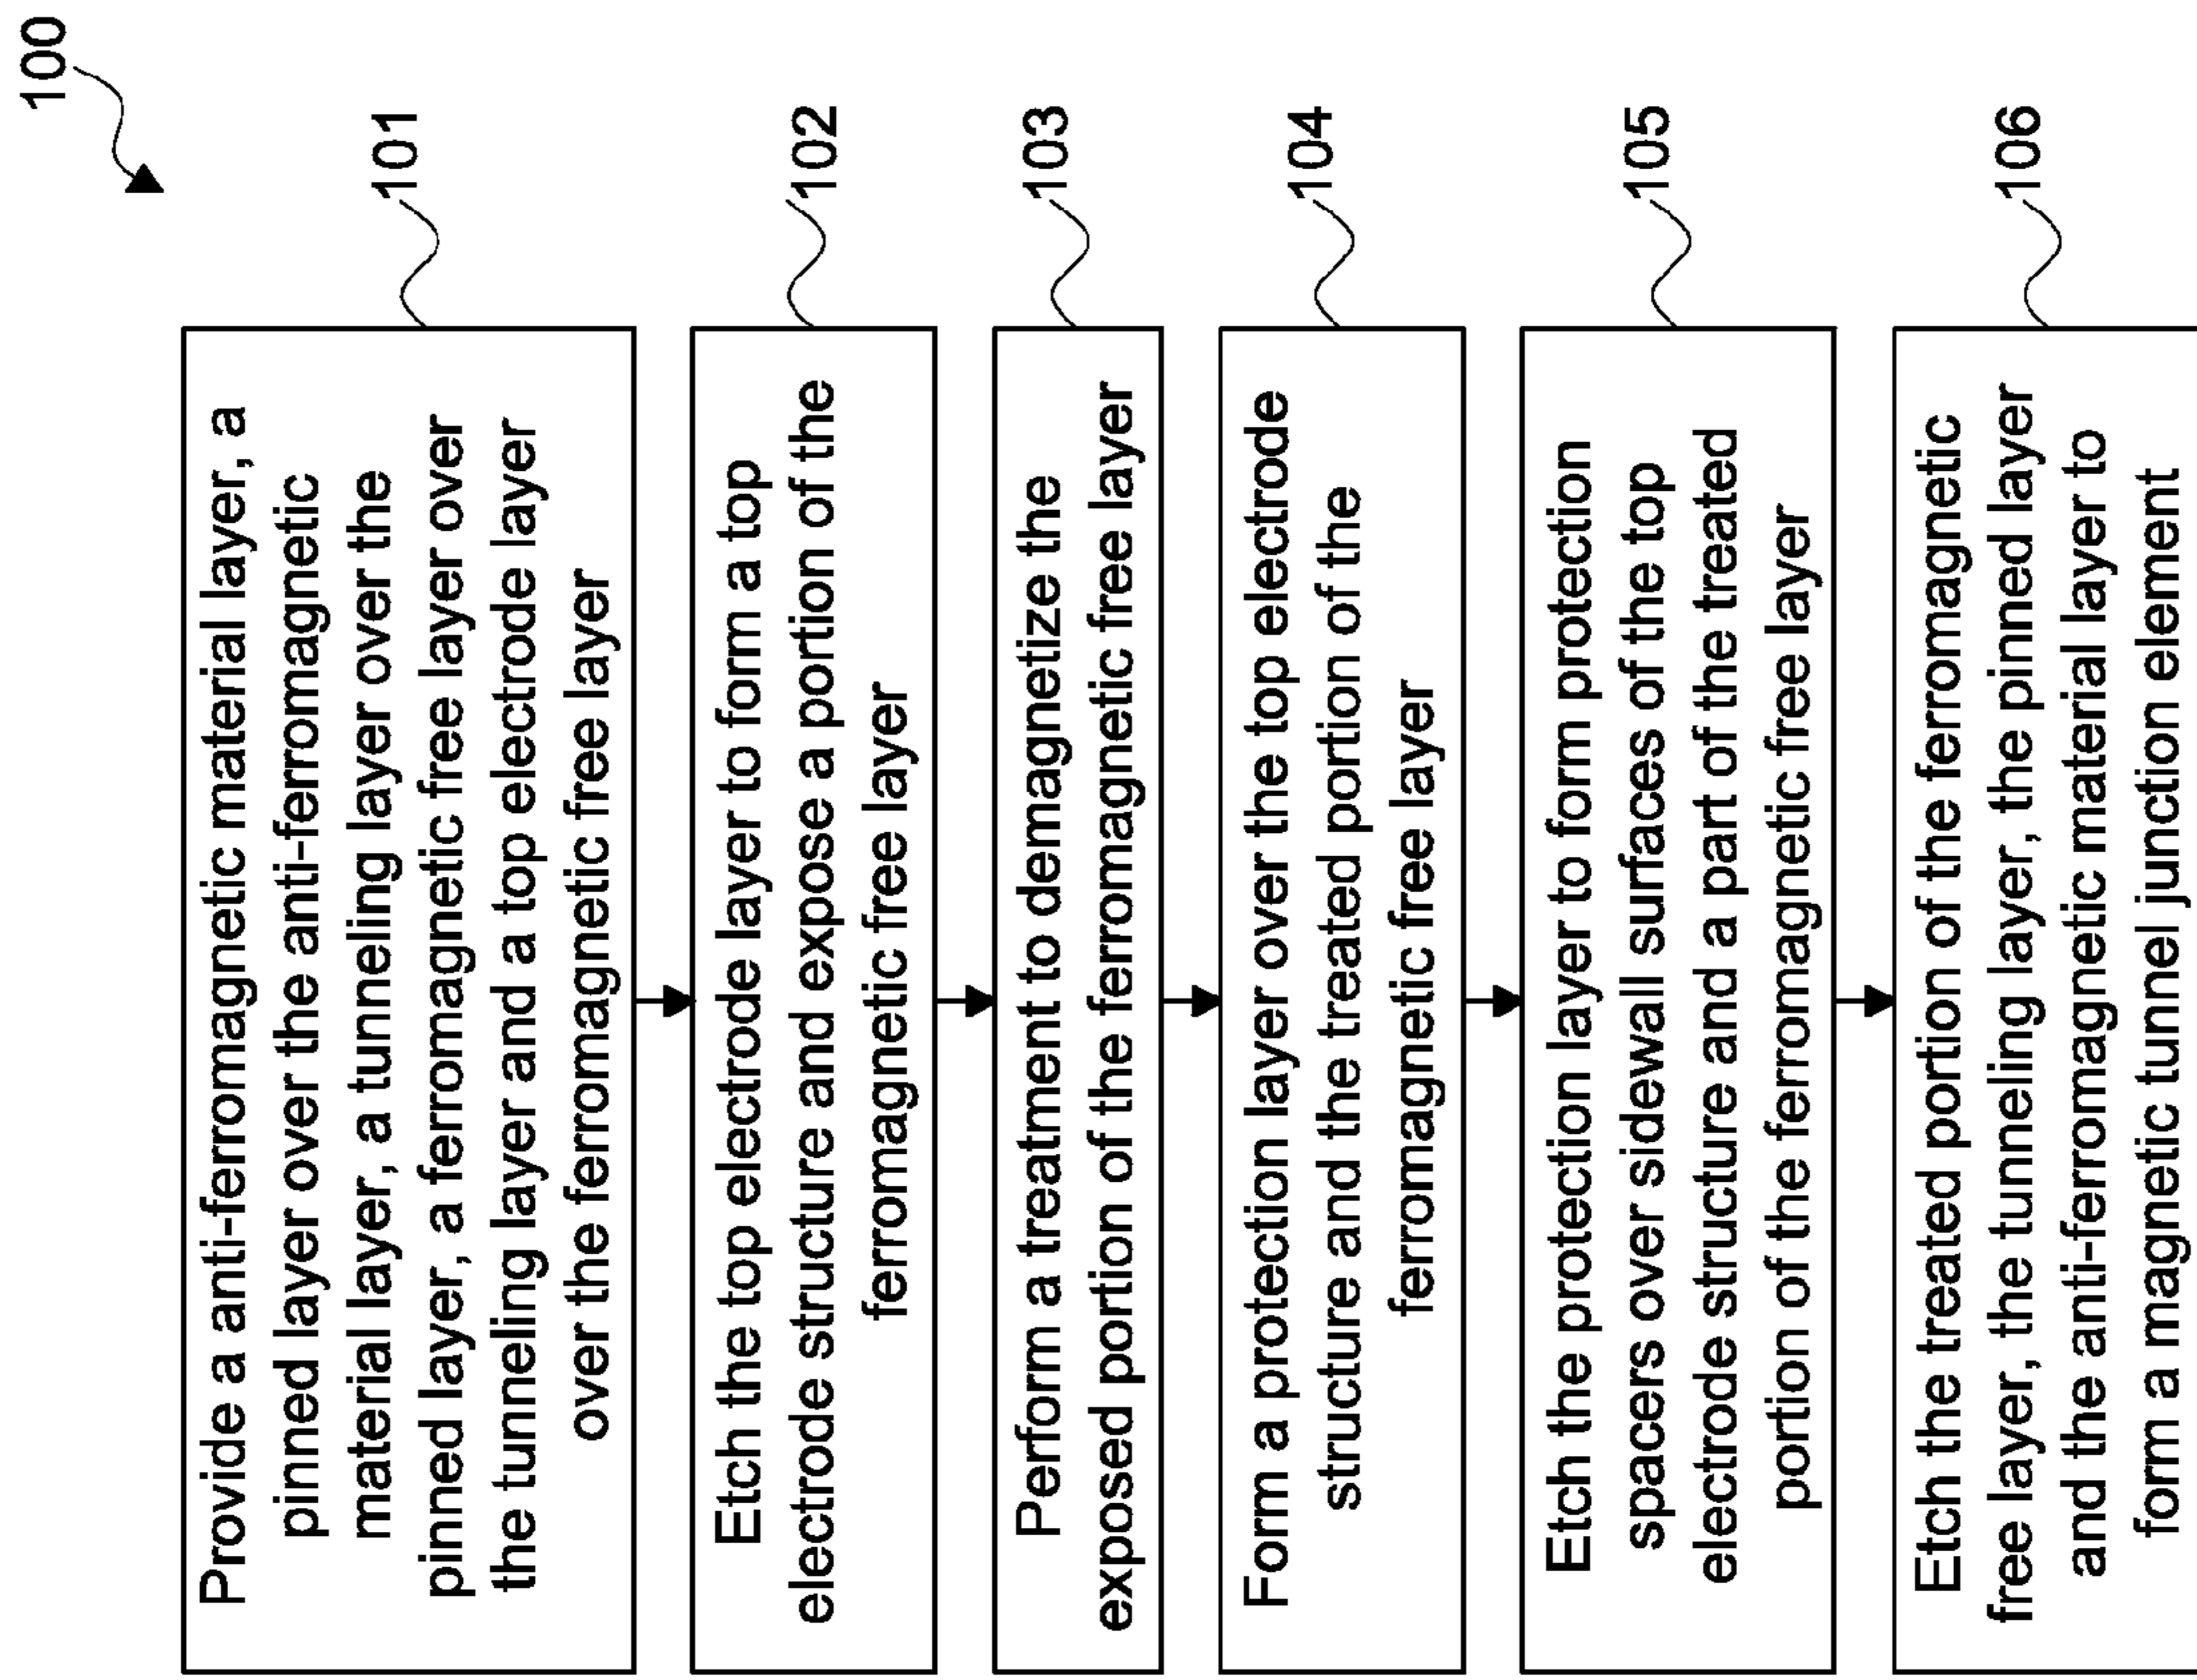 100
Provide a anti-ferromagnetic material layer, a
pinned layer over the anti-ferromagnetic
material layer, a tunneling layer over the
pinned layer, a ferromagnetic free layer over
the tunneling layer and a top electrode layer
over the ferromagnetic free layer
101
Etch the top electrode layer to form a top
electrode structure and expose a portion of the
ferromagnetic free layer
102
Perform a treatment to demagnetize the
exposed portion of the ferromagnetic free layer
103
Form a protection layer over the top electrode
structure and the treated portion of the
ferromagnetic free layer
104
Etch the protection layer to form protection
spacers over sidewall surfaces of the top
electrode structure and a part of the treated
portion of the ferromagnetic free layer
105
Etch the treated portion of the ferromagnetic
free layer, the tunneling layer, the pinned layer
and the anti-ferromagnetic material layer to
form a magnetic tunnel junction element
106